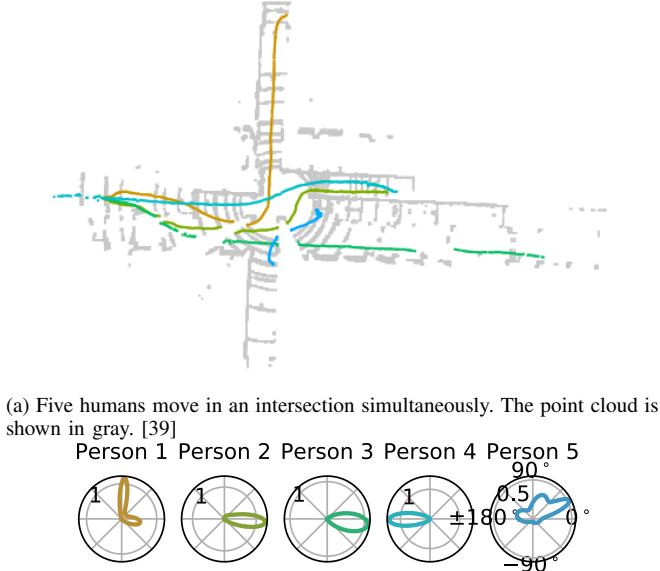 (a) Five humans move in an intersection simultaneously. The point cloud is
shown in gray. [39]
Person 1 Person 2 Person 3 Person 4 Person 5
90°
1 1 1 1 0.5
±180° 0°
−90°